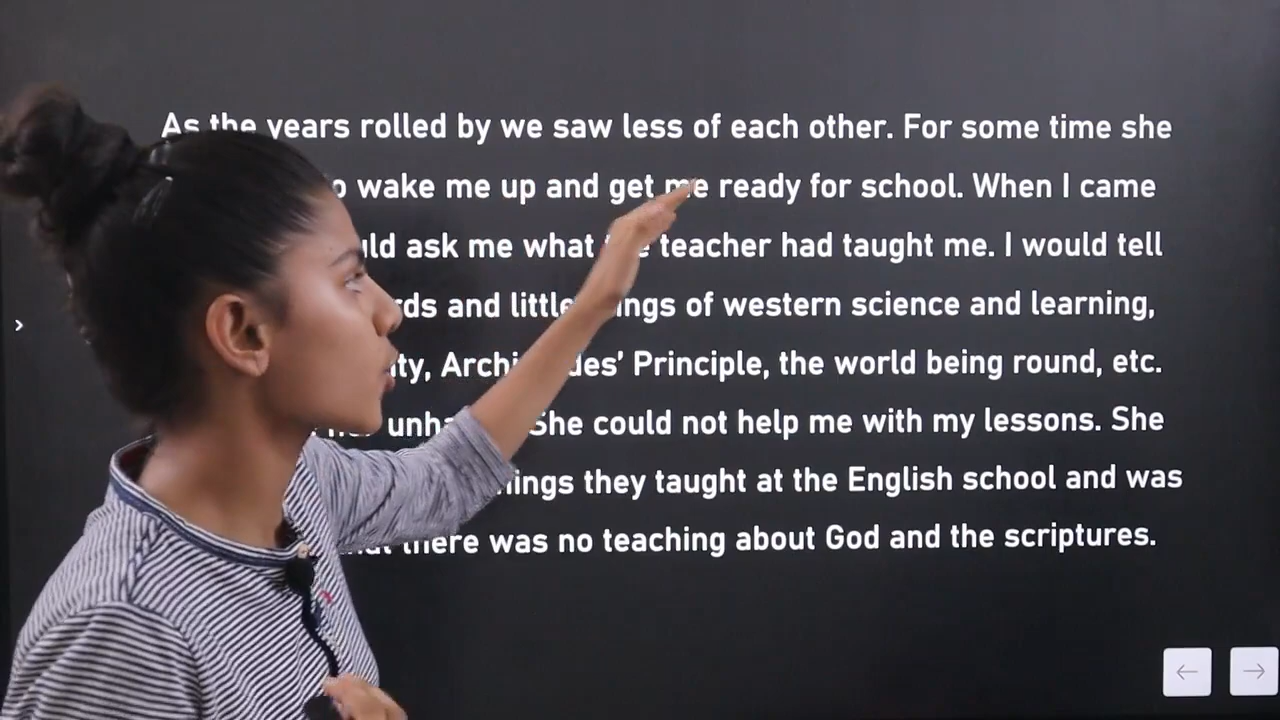 As the years rolled by we saw less of each other. For some time she
wake me up and get me ready for school. When I came
ask me what teacher had taught me. I would tell
and little of western science and learning,
Principle, the world being round, etc.
She could not help me with my lessons. She
they taught at the English school and was
there was no teaching about God and the scriptures.